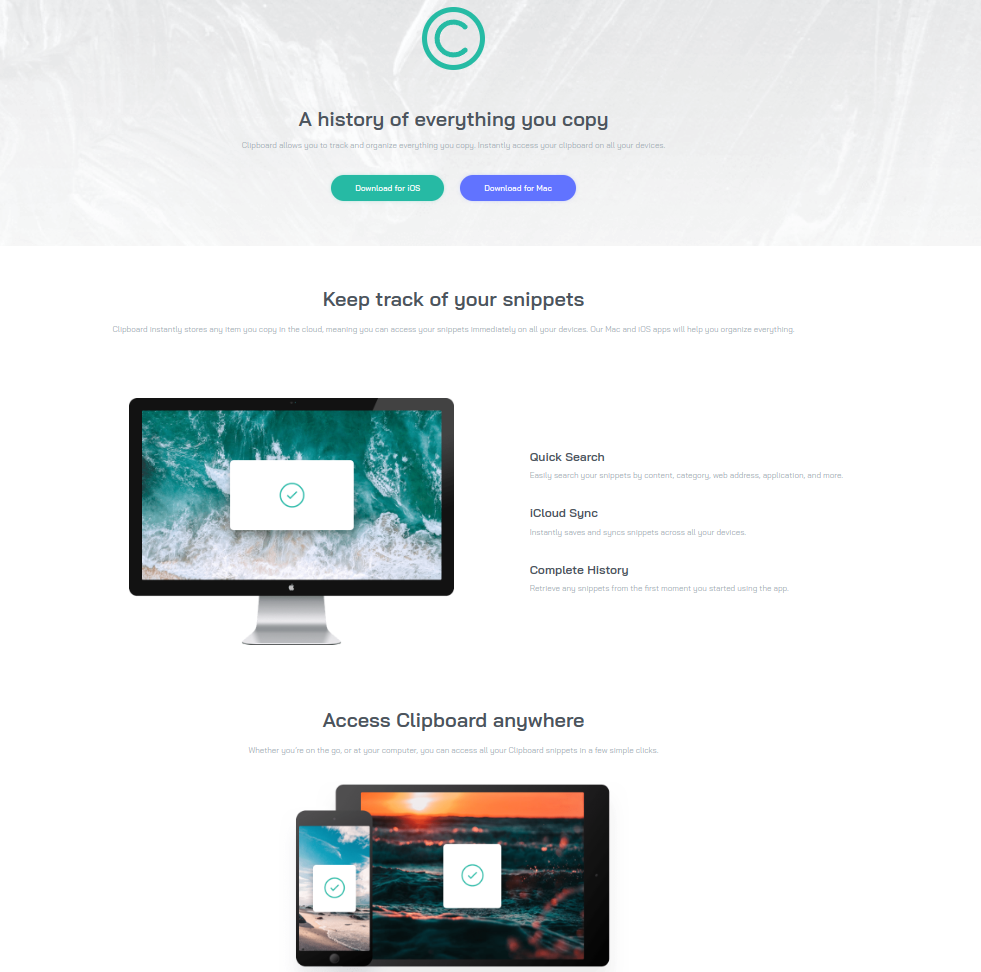 A history of everything you copy
Clipboard allows you to track and organize everything you copy. Instantly access your clipboard on all your devices.
Download for iOS
Download for Mac
Keep track of your snippets
Clipboard instantly stores any item you copy in the cloud, meaning you can access your snippets immediately on all your devices. Our Mac and iOS apps will help you organize everything.
Quick Search
Easily search your snippets by content, category, web address, application, and more.
iCloud Sync
Instantly saves and syncs snippets across all your devices.
Complete History
Retrieve any snippets from the first moment you started using the app.
Access Clipboard anywhere
Whether you're on the go, or at your computer, you can access all your Clipboard snippets in a few simple clicks.